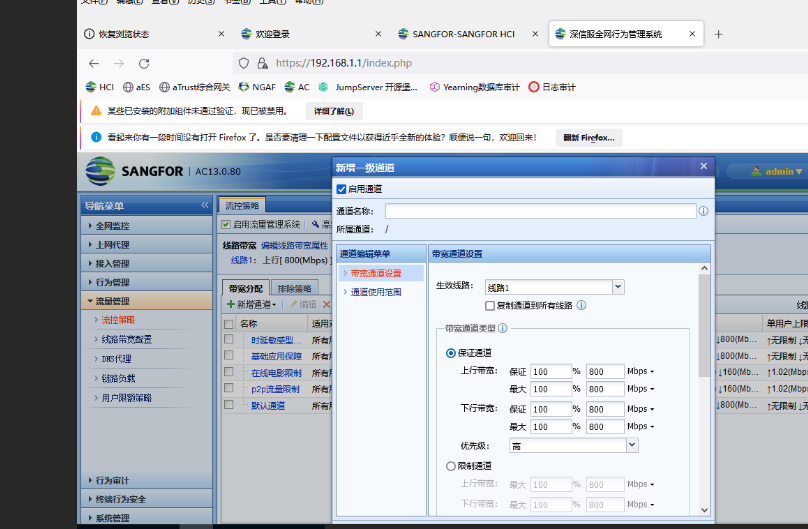 文件(F) 编辑(E) 查看(V) 历史(S) 书签(B) 工具(T) 帮助(H)
恢复浏览状态 × 欢迎登录 × SANGFOR-SANGFOR HCI × 深信服全网行为管理系统 × +
https://192.168.1.1/index.php
HCI aES aTrust综合网关 NGAF AC JumpServer 开源堡... Yearning数据库审计 日志审计
某些已安装的附加组件未通过验证，现已被禁用。 详细了解(L)
看起来你有一段时间没有打开 Firefox 了。是否要清理一下配置文件以获得近乎全新的体验？顺便说一句，欢迎回来！ 翻新 Firefox...
SANGFOR | AC13.0.80
新增一级通道 ×
admin
导航菜单 «
流控策略
启用通道
全网监控
启用流量管理系统
通道名称：
上网代理
线路带宽 编辑线路带宽属性
所属通道： /
接入管理
线路1: 上行[ 800(Mbps) ]
通道编辑菜单
带宽通道设置
行为管理
带宽分配 排除策略
带宽通道设置
生效线路： 线路1
流量管理
新增通道 编辑
通道使用范围
复制通道到所有线路
流控策略
名称
单用户上限
带宽通道类型
线路带宽配置
时延敏感型...
↓800(Mb... ↑无限制
保证通道
DNS代理
基础应用保障
↓800(Mb... ↑无限制
上行带宽： 保证 100 % 800 Mbps
链路负载
在线电影限制
↓160(Mb... ↑1.02(Mbp
最大 100 % 800 Mbps
用户限额策略
p2p流量限制
↓160(Mb... ↑1.02(Mbp
下行带宽： 保证 100 % 800 Mbps
默认通道
↓800(Mb... ↑无限制
最大 100 % 800 Mbps
优先级： 高
限制通道
行为审计
上行带宽： 最大 100 % 800 Mbps
终端行为安全
下行带宽： 最大 100 % 800 Mbps
系统管理